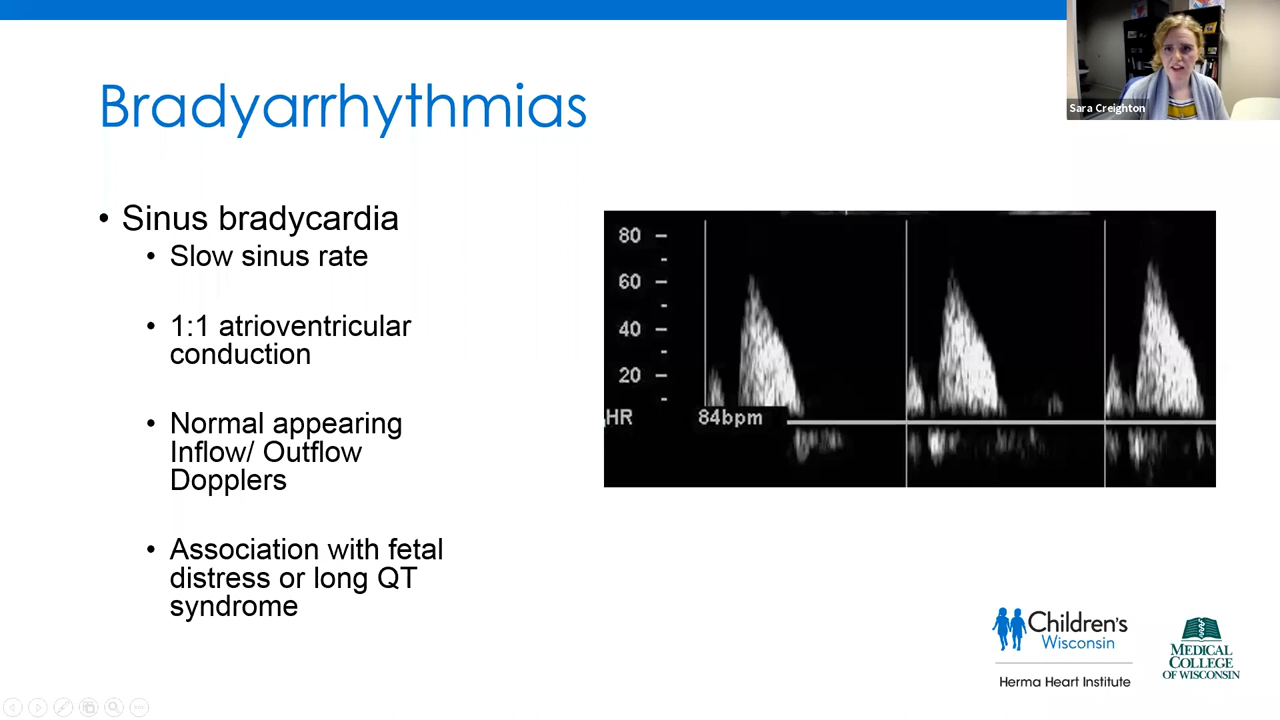 Sara Creighton
Bradyarrhythmias
• Sinus bradycardia
• Slow sinus rate
• 1:1 atrioventricular
conduction
• Normal appearing
Inflow/ Outflow
Dopplers
• Association with fetal
distress or long QT
syndrome
80
60
40
20
HR 84bpm
Children's
Wisconsin
Herma Heart Institute
MEDICAL
COLLEGE
OF WISCONSIN